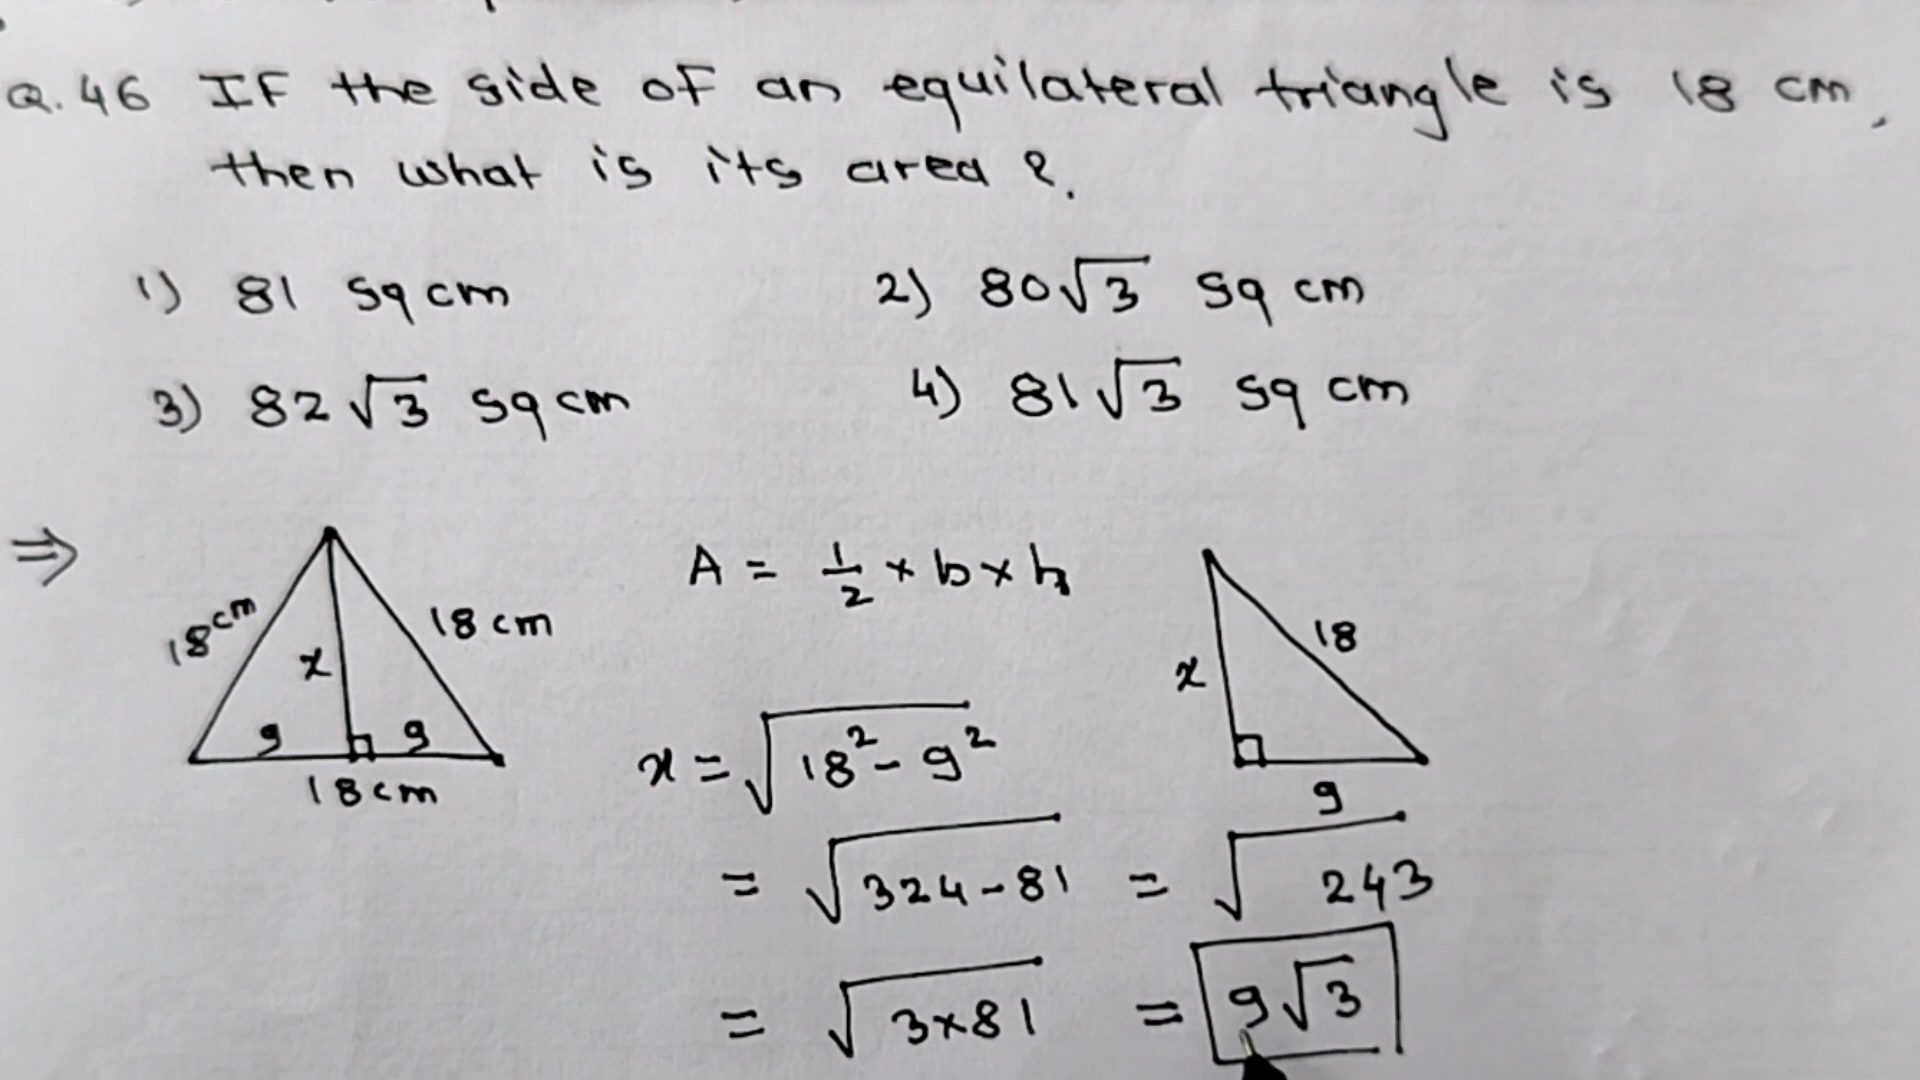 Q.46 IF the side of an equilateral triangle is 18 cm,
then what is its area ?.
1) 81 sq cm
2) 80√3 sq cm
3) 82√3 sq cm
4) 81√3 sq cm
⇒
18cm
18 cm
x
9
9
18cm
A = 1/2 × b × h
x
18
9
x = √(18² - 9²)
= √(324-81) = √243
= √(3×81) = 9√3